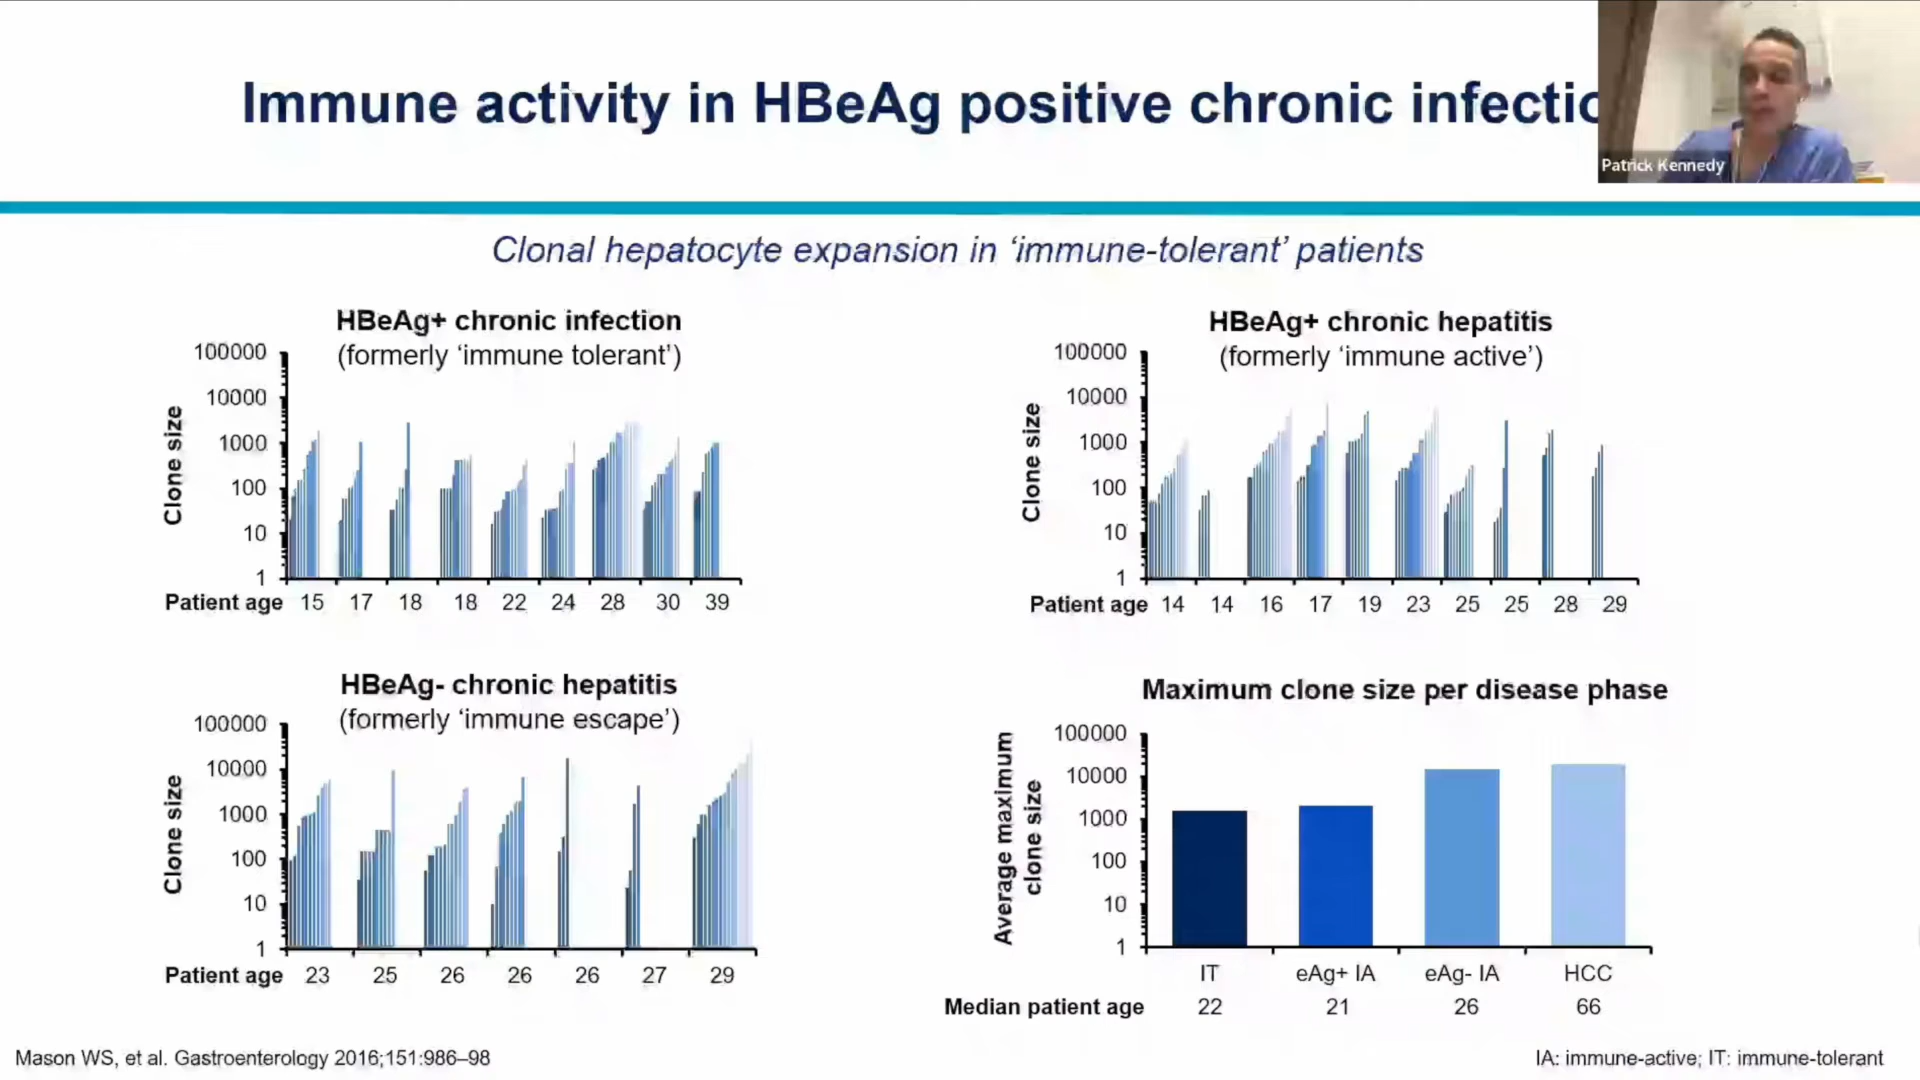 Immune activity in HBeAg positive chronic infectio
Patrick Kennedy
Clonal hepatocyte expansion in ‘immune-tolerant’ patients
HBeAg+ chronic infection
(formerly ‘immune tolerant’)
Clone size
100000
10000
1000
100
10
1
Patient age 15 17 18 18 22 24 28 30 39
HBeAg+ chronic hepatitis
(formerly ‘immune active’)
Clone size
100000
10000
1000
100
10
1
Patient age 14 14 16 17 19 23 25 25 28 29
HBeAg- chronic hepatitis
(formerly ‘immune escape’)
Clone size
100000
10000
1000
100
10
1
Patient age 23 25 26 26 26 27 29
Maximum clone size per disease phase
Average maximum
clone size
100000
10000
1000
100
10
1
IT eAg+ IA eAg- IA HCC
Median patient age 22 21 26 66
Mason WS, et al. Gastroenterology 2016;151:986–98
IA: immune-active; IT: immune-tolerant